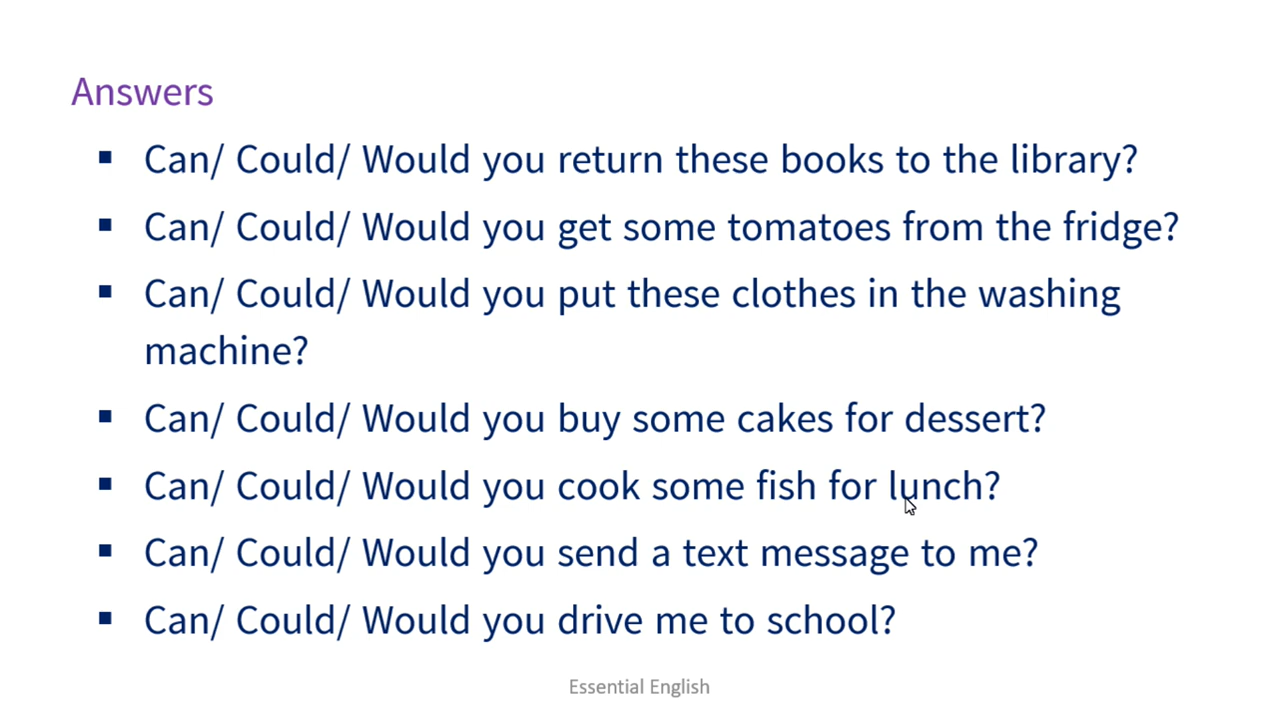 Answers
▪ Can/ Could/ Would you return these books to the library?
▪ Can/ Could/ Would you get some tomatoes from the fridge?
▪ Can/ Could/ Would you put these clothes in the washing
machine?
▪ Can/ Could/ Would you buy some cakes for dessert?
▪ Can/ Could/ Would you cook some fish for lunch?
▪ Can/ Could/ Would you send a text message to me?
▪ Can/ Could/ Would you drive me to school?
Essential English